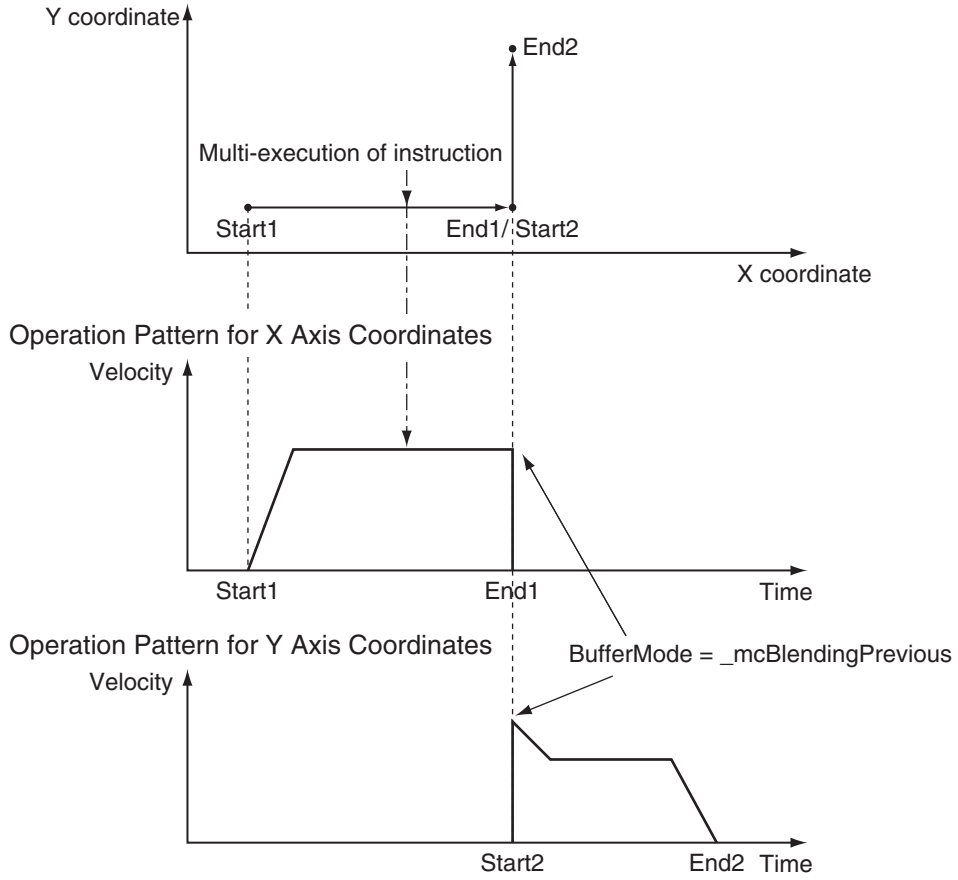 Y coordinate
End2
Multi-execution of instruction
Start1
End1/ Start2
X coordinate
Operation Pattern for X Axis Coordinates
Velocity
Start1
End1
Time
Operation Pattern for Y Axis Coordinates
BufferMode = _mcBlendingPrevious
Velocity
Start2
End2
Time